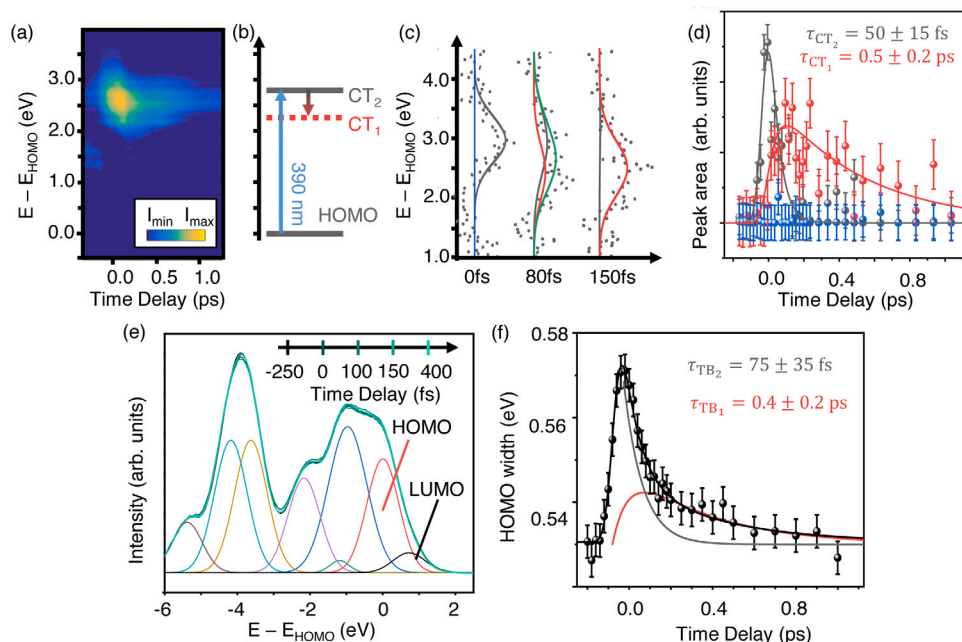 (a)
E – E_HOMO (eV)
3.0
2.0
1.0
0.0
I_min I_max
0.0 0.5 1.0
Time Delay (ps)
(b)
CT₂
CT₁
390 nm
HOMO
(c)
E – E_HOMO (eV)
4.0
3.0
2.0
1.0
0fs 80fs 150fs
(d)
τ_CT₂ = 50 ± 15 fs
τ_CT₁ = 0.5 ± 0.2 ps
Peak area (arb. units)
0.0 0.4 0.8
Time Delay (ps)
(e)
Intensity (arb. units)
-250 0 100 150 400
Time Delay (fs)
HOMO
LUMO
-6 -4 -2 0 2
E – E_HOMO (eV)
(f)
HOMO width (eV)
0.58
0.56
0.54
τ_TB₂ = 75 ± 35 fs
τ_TB₁ = 0.4 ± 0.2 ps
0.0 0.4 0.8
Time Delay (ps)